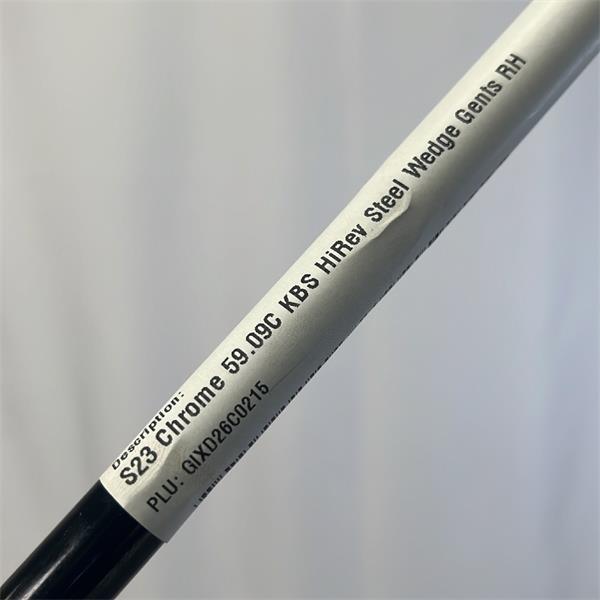 Description:
S23 Chrome 59.09C KBS HiRev Steel Wedge Gents RH
PLU: GIXD26C0215